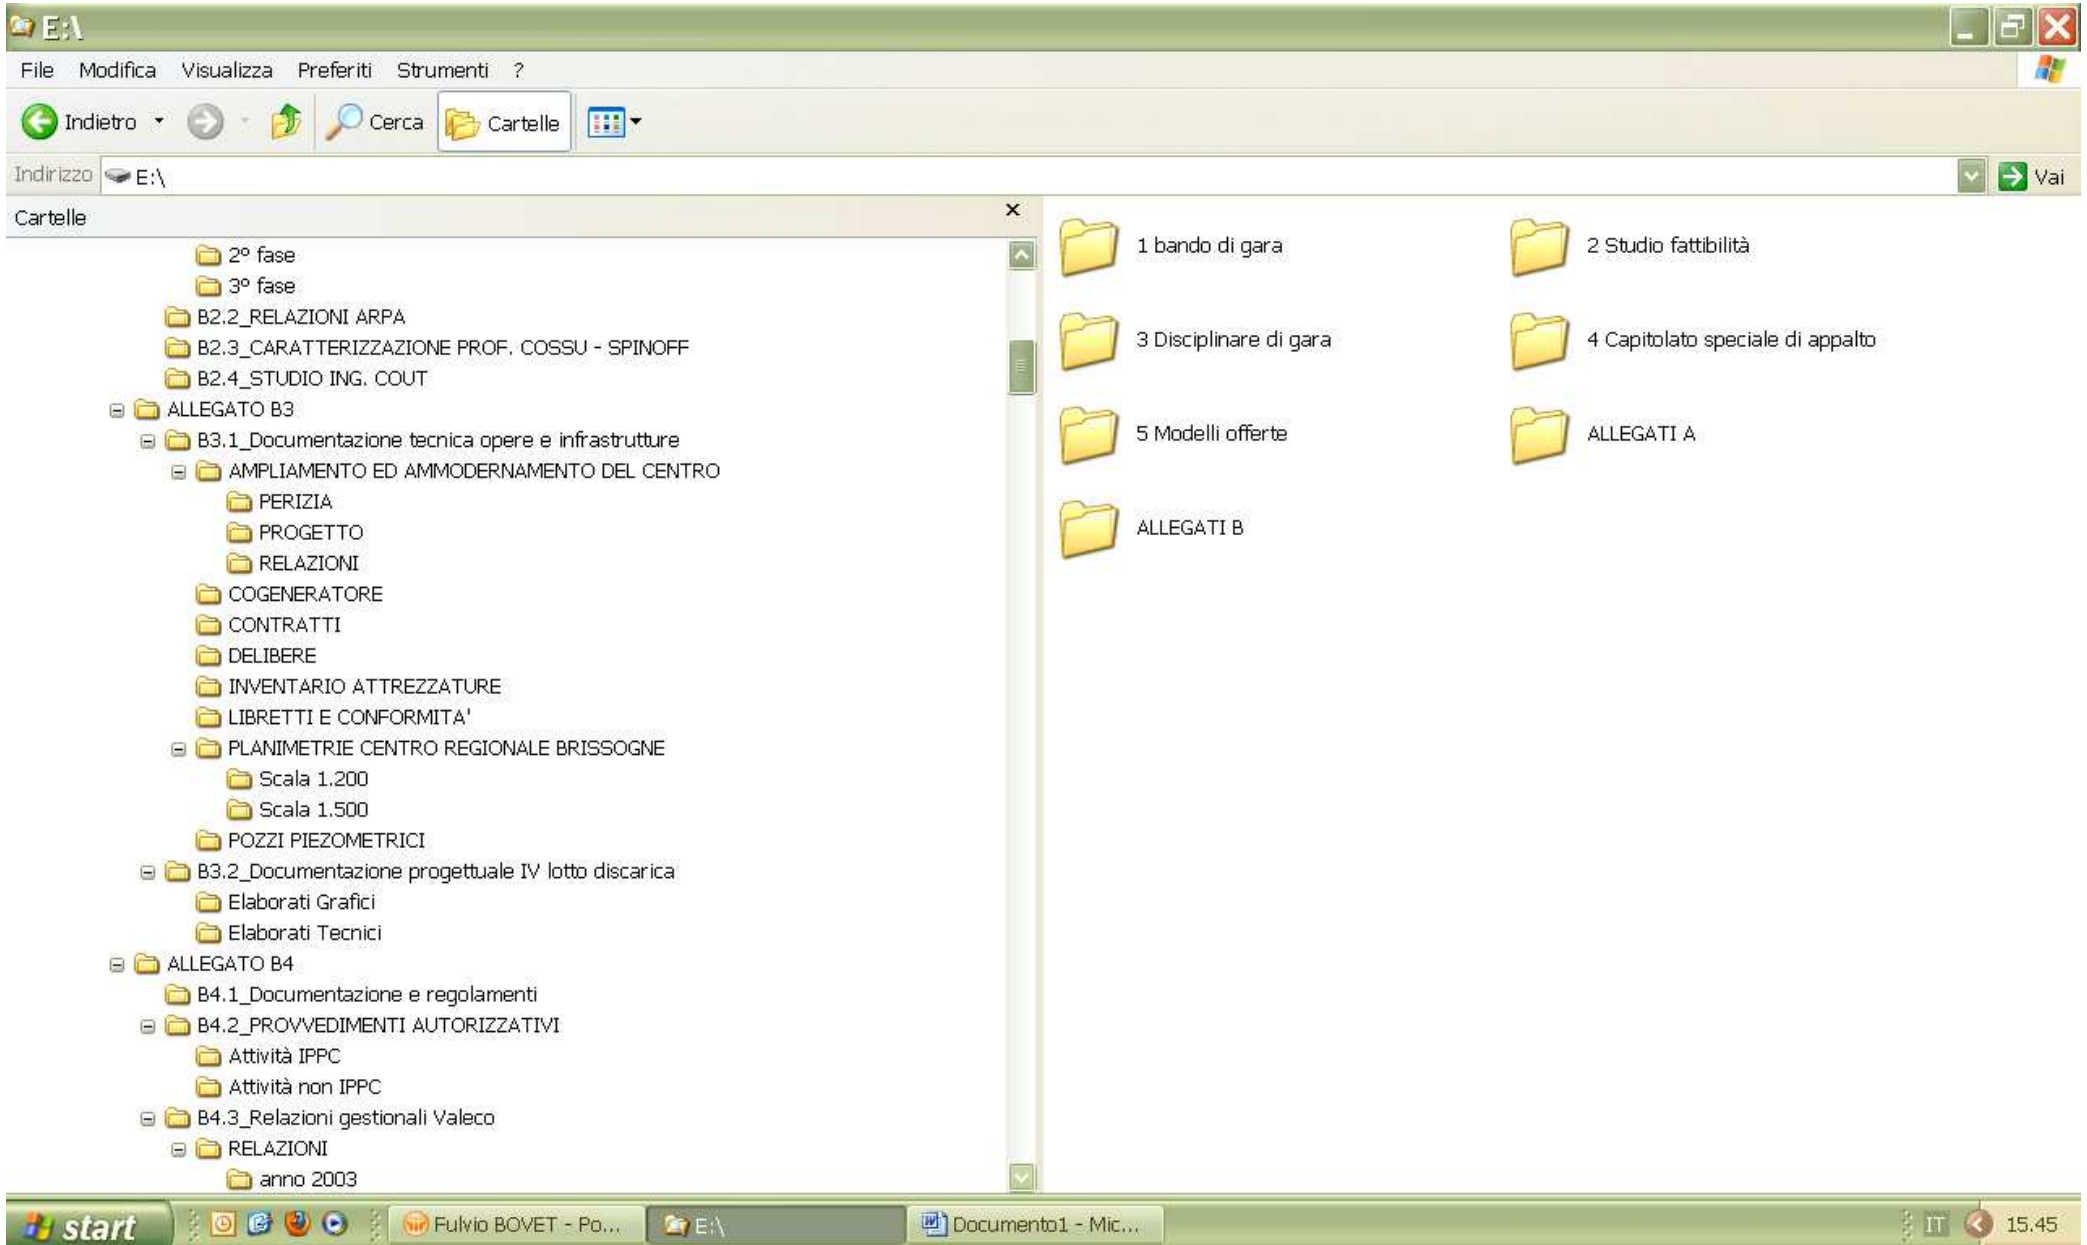 E:\
File Modifica Visualizza Preferiti Strumenti ?
Indietro Cerca Cartelle
Indirizzo E:\ Vai
Cartelle
2º fase
3º fase
B2.2_RELAZIONI ARPA
B2.3_CARATTERIZZAZIONE PROF. COSSU - SPINOFF
B2.4_STUDIO ING. COUT
ALLEGATO B3
B3.1_Documentazione tecnica opere e infrastrutture
AMPLIAMENTO ED AMMODERNAMENTO DEL CENTRO
PERIZIA
PROGETTO
RELAZIONI
COGENERATORE
CONTRATTI
DELIBERE
INVENTARIO ATTREZZATURE
LIBRETTI E CONFORMITA'
PLANIMETRIE CENTRO REGIONALE BRISSOGNE
Scala 1.200
Scala 1.500
POZZI PIEZOMETRICI
B3.2_Documentazione progettuale IV lotto discarica
Elaborati Grafici
Elaborati Tecnici
ALLEGATO B4
B4.1_Documentazione e regolamenti
B4.2_PROVVEDIMENTI AUTORIZZATIVI
Attività IPPC
Attività non IPPC
B4.3_Relazioni gestionali Valeco
RELAZIONI
anno 2003
1 bando di gara
2 Studio fattibilità
3 Disciplinare di gara
4 Capitolato speciale di appalto
5 Modelli offerte
ALLEGATI A
ALLEGATI B
start Fulvio BOVET - Po... E:\ Documento1 - Mic... IT 15.45